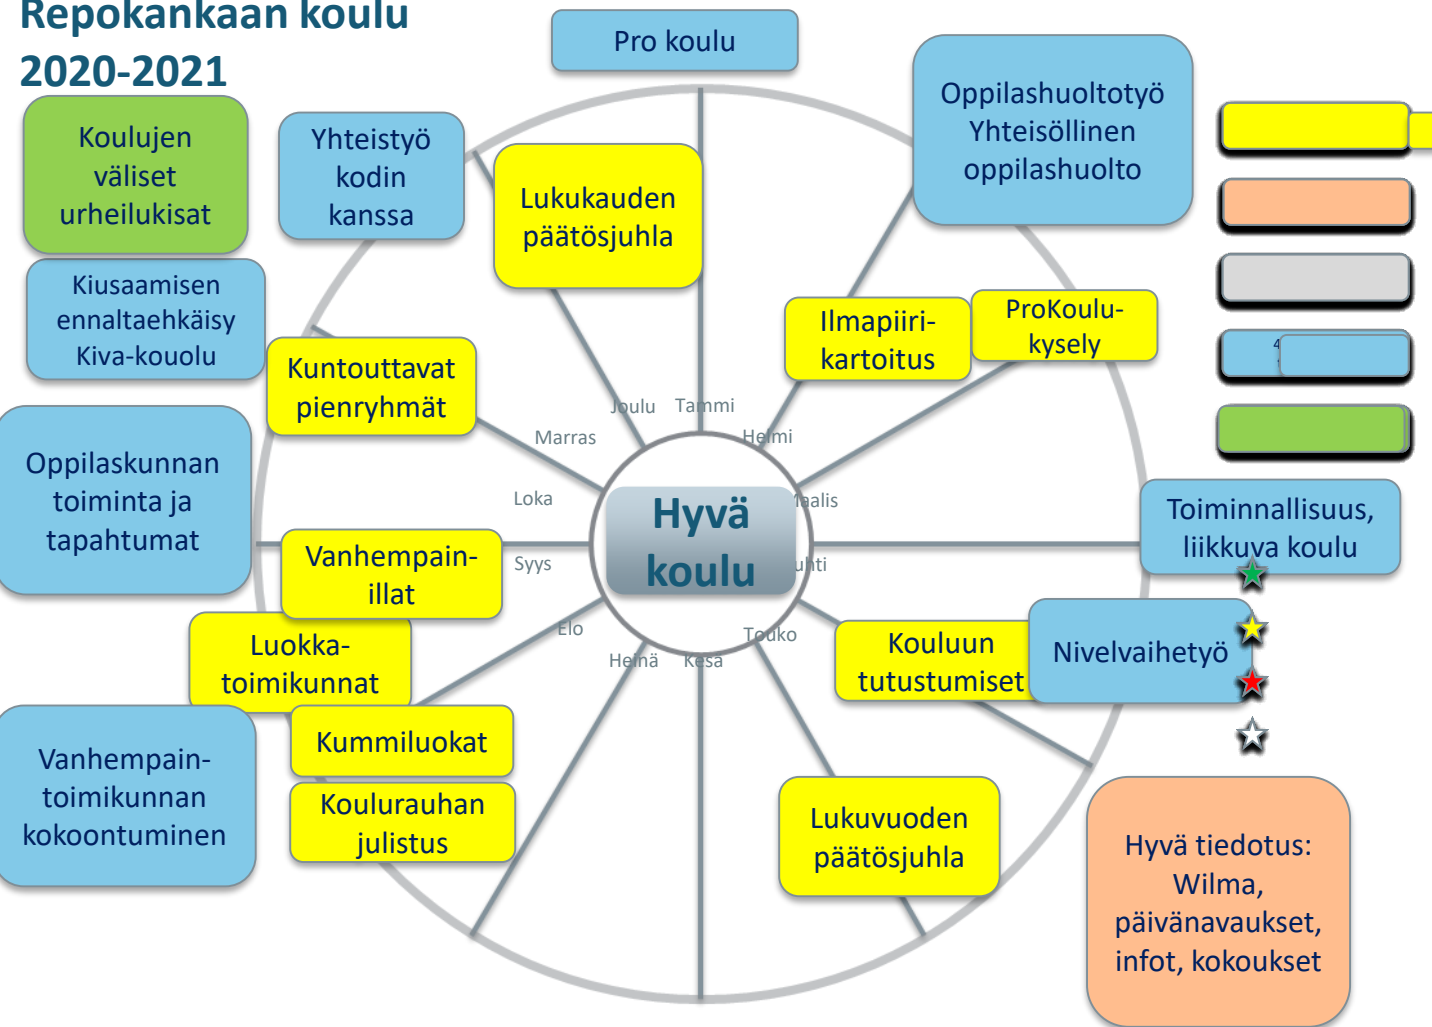 Repokankaan koulu
2020-2021
Pro koulu
Oppilashuoltotyö
Yhteisöllinen
oppilashuolto
Koulujen
väliset
urheilukisat
Yhteistyö
kodin
kanssa
Lukukauden
päätösjuhla
Kiusaamisen
ennaltaehkäisy
Kiva-kouolu
Ilmapiiri-
kartoitus
ProKoulu-
kysely
Kuntouttavat
pienryhmät
4
Joulu
Tammi
Helmi
Marras
Loka
Maalis
Hyvä
koulu
Syys
Huhti
Elo
Touko
Heinä
Kesä
Oppilaskunnan
toiminta ja
tapahtumat
Toiminnallisuus,
liikkuva koulu
Vanhempain-
illat
Luokka-
toimikunnat
Kouluun
tutustumiset
Nivelvaihetyö
Kummiluokat
Vanhempain-
toimikunnan
kokoontuminen
Koulurauhan
julistus
Lukuvuoden
päätösjuhla
Hyvä tiedotus:
Wilma,
päivänavaukset,
infot, kokoukset